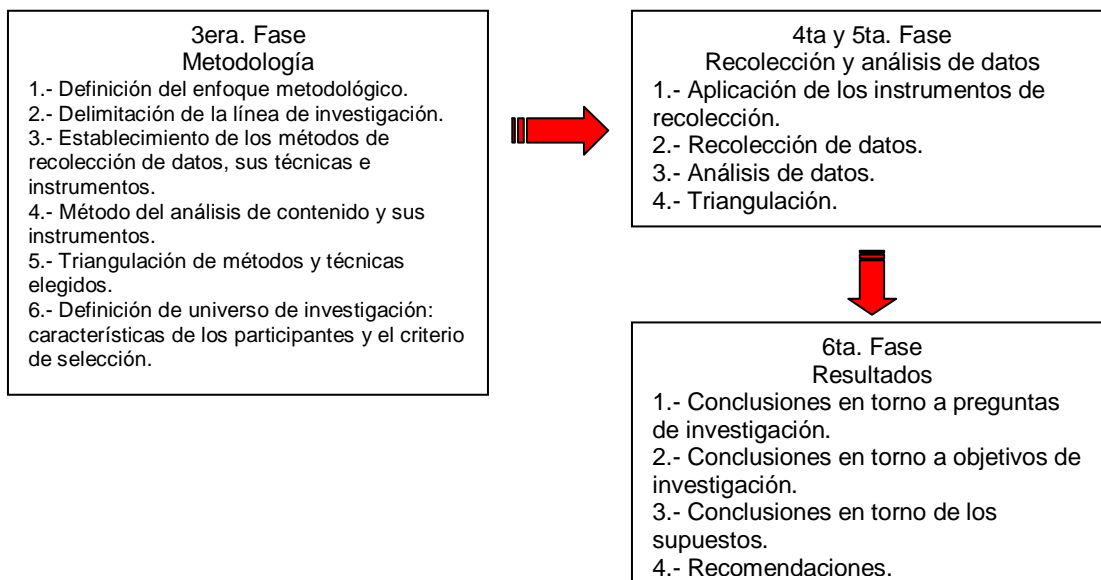 3era. Fase
Metodología
1.- Definición del enfoque metodológico.
2.- Delimitación de la línea de investigación.
3.- Establecimiento de los métodos de
recolección de datos, sus técnicas e
instrumentos.
4.- Método del análisis de contenido y sus
instrumentos.
5.- Triangulación de métodos y técnicas
elegidos.
6.- Definición de universo de investigación:
características de los participantes y el criterio
de selección.
4ta y 5ta. Fase
Recolección y análisis de datos
1.- Aplicación de los instrumentos de
recolección.
2.- Recolección de datos.
3.- Análisis de datos.
4.- Triangulación.
6ta. Fase
Resultados
1.- Conclusiones en torno a preguntas
de investigación.
2.- Conclusiones en torno a objetivos de
investigación.
3.- Conclusiones en torno de los
supuestos.
4.- Recomendaciones.